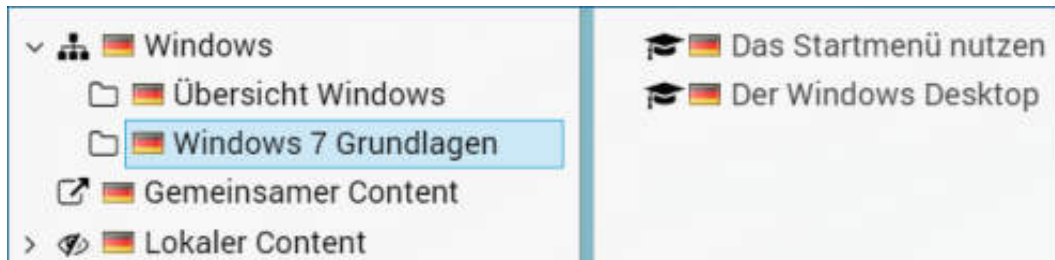 Windows
Übersicht Windows
Windows 7 Grundlagen
Gemeinsamer Content
Lokaler Content
Das Startmenü nutzen
Der Windows Desktop